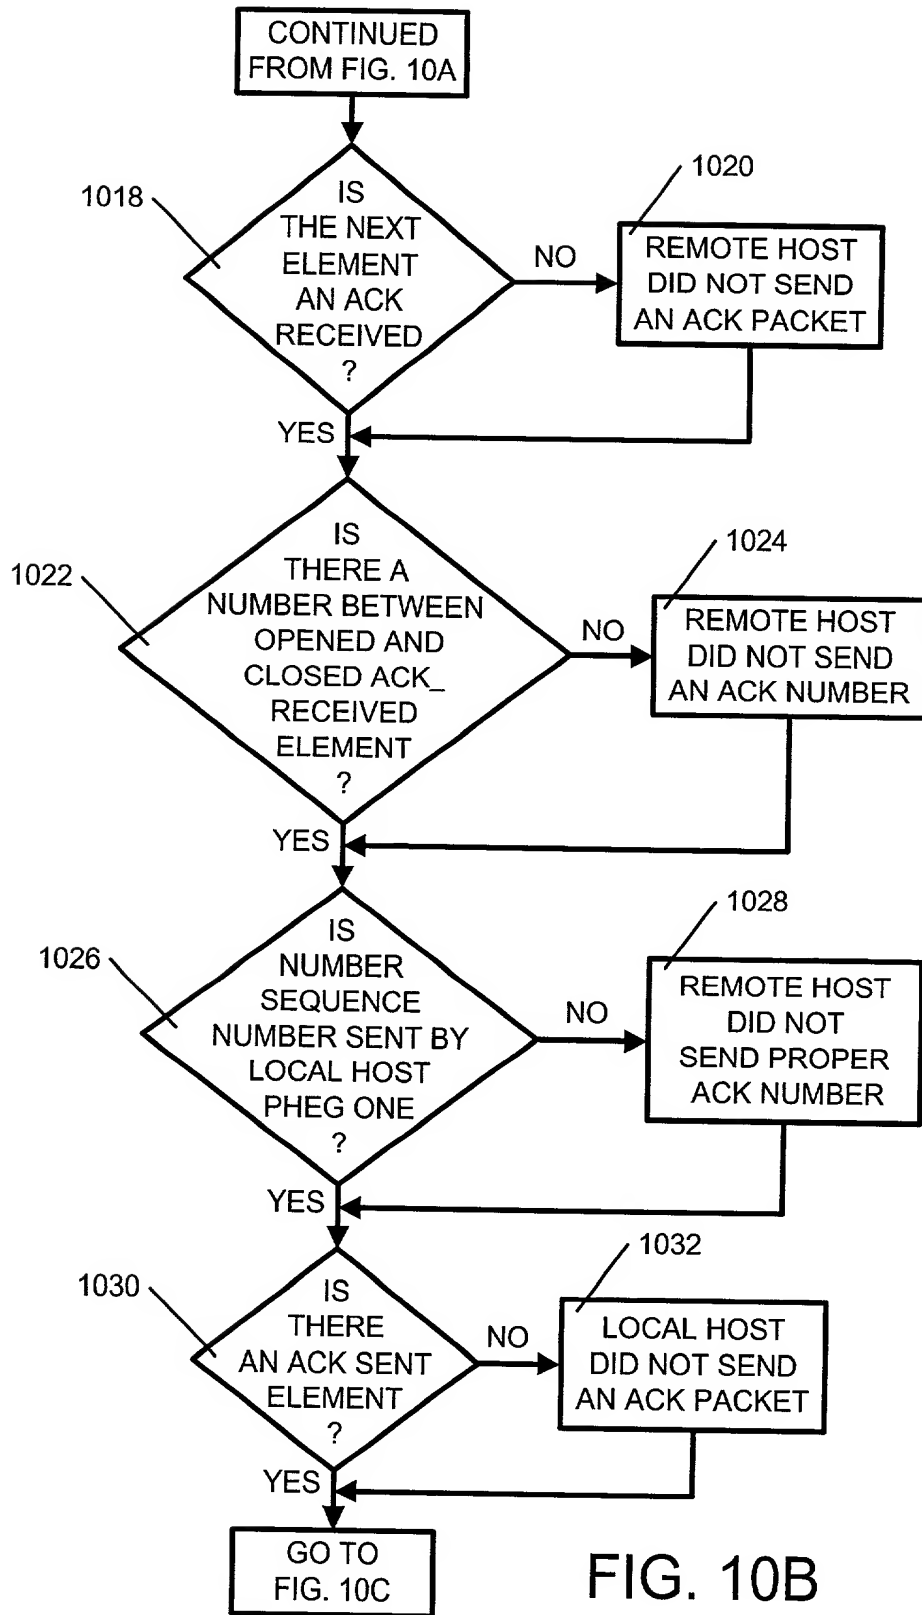 CONTINUED
FROM FIG. 10A
1018
IS
THE NEXT
ELEMENT
AN ACK
RECEIVED
?
NO
1020
REMOTE HOST
DID NOT SEND
AN ACK PACKET
YES
1022
IS
THERE A
NUMBER BETWEEN
OPENED AND
CLOSED ACK_
RECEIVED
ELEMENT
?
NO
1024
REMOTE HOST
DID NOT SEND
AN ACK NUMBER
YES
1026
IS
NUMBER
SEQUENCE
NUMBER SENT BY
LOCAL HOST
PHEG ONE
?
NO
1028
REMOTE HOST
DID NOT
SEND PROPER
ACK NUMBER
YES
1030
IS
THERE
AN ACK SENT
ELEMENT
?
NO
1032
LOCAL HOST
DID NOT SEND
AN ACK PACKET
YES
GO TO
FIG. 10C
FIG. 10B